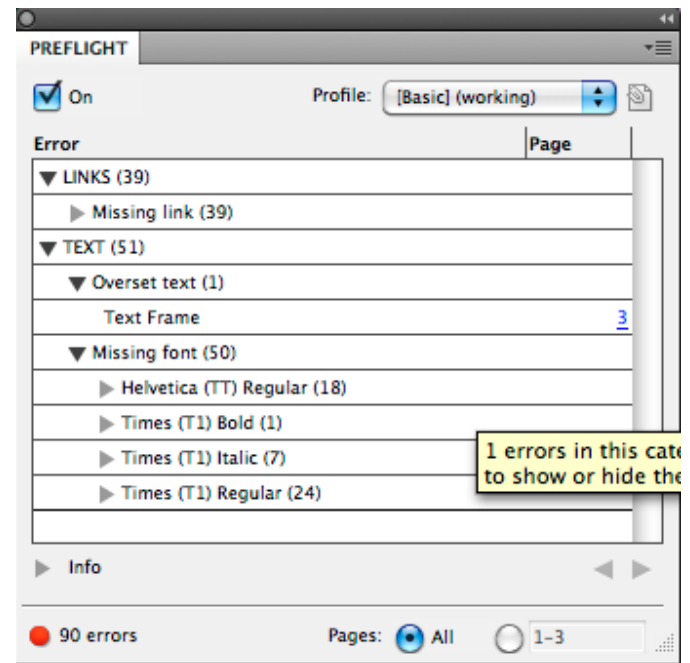 PREFLIGHT
On Profile: [Basic] (working)
Error Page
LINKS (39)
Missing link (39)
TEXT (51)
Overset text (1)
Text Frame 3
Missing font (50)
Helvetica (TT) Regular (18)
Times (T1) Bold (1)
Times (T1) Italic (7)
Times (T1) Regular (24)
1 errors in this cate
to show or hide the
Info
90 errors Pages: All 1-3